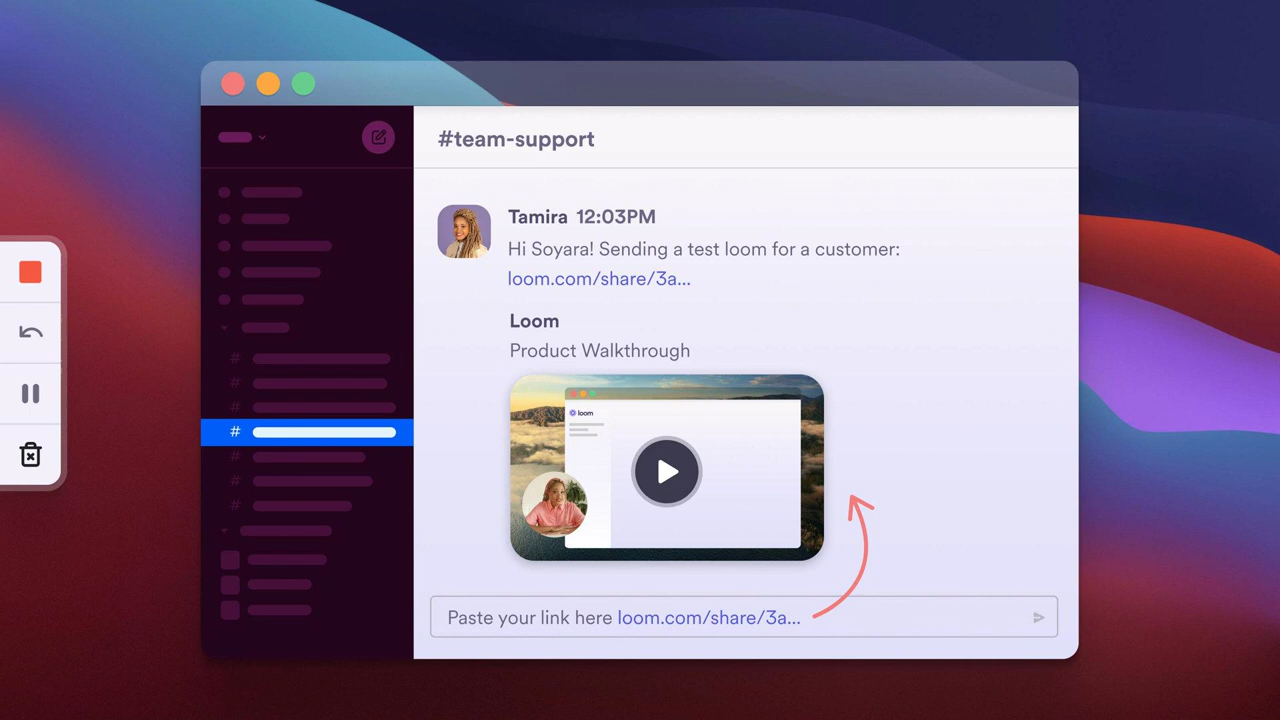 #team-support
Tamira 12:03PM
Hi Soyara! Sending a test loom for a customer:
loom.com/share/3a...
Loom
Product Walkthrough
loom
#
#
#
#
#
#
#
Paste your link here loom.com/share/3a...